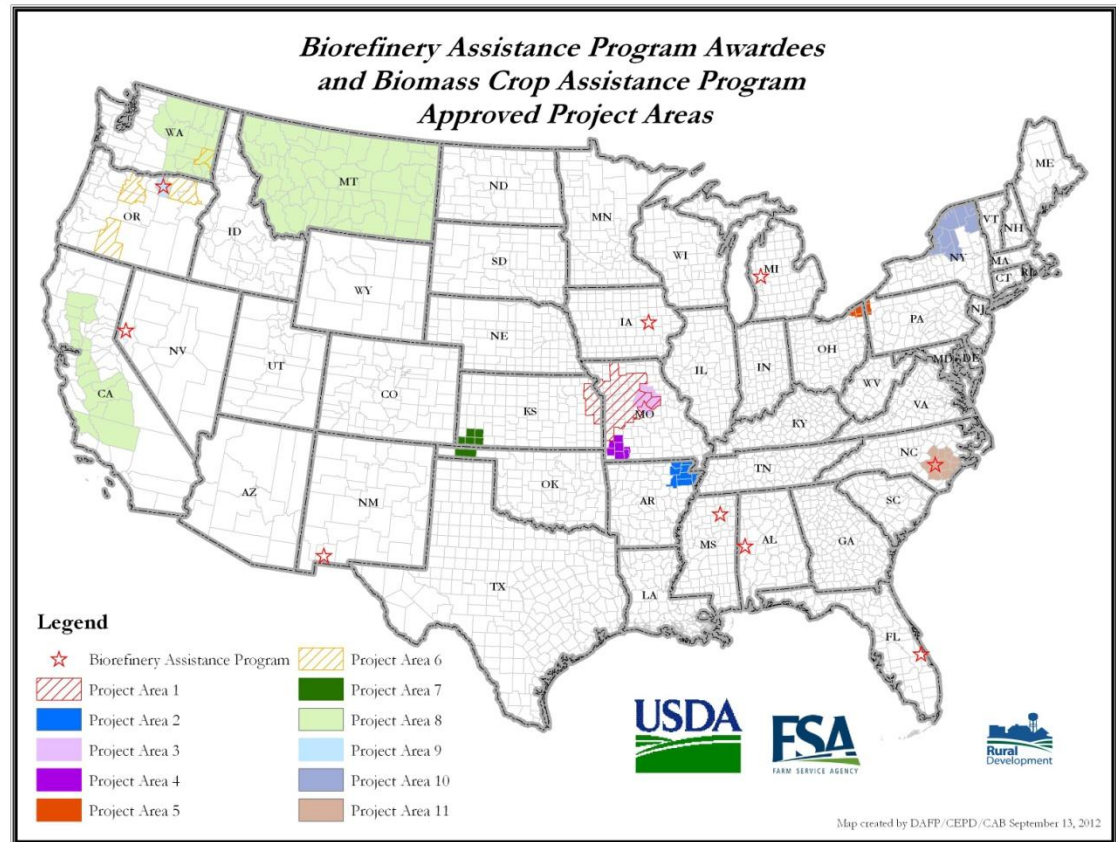 Biorefinery Assistance Program Awardees
and Biomass Crop Assistance Program
Approved Project Areas
WA
MT
ND
MN
ME
OR
ID
SD
WI
MI
VT
NH
NY
MA
CT
RI
WY
IA
NE
PA
NJ
NV
UT
CO
KS
MO
IL
IN
OH
MD
DE
WV
VA
CA
KY
NC
AZ
NM
OK
AR
TN
SC
MS
AL
GA
TX
LA
FL
Legend
Biorefinery Assistance Program
Project Area 1
Project Area 2
Project Area 3
Project Area 4
Project Area 5
Project Area 6
Project Area 7
Project Area 8
Project Area 9
Project Area 10
Project Area 11
USDA
FSA
FARM SERVICE AGENCY
Rural
Development
Map created by DAFP/CEPD/CAB September 13, 2012